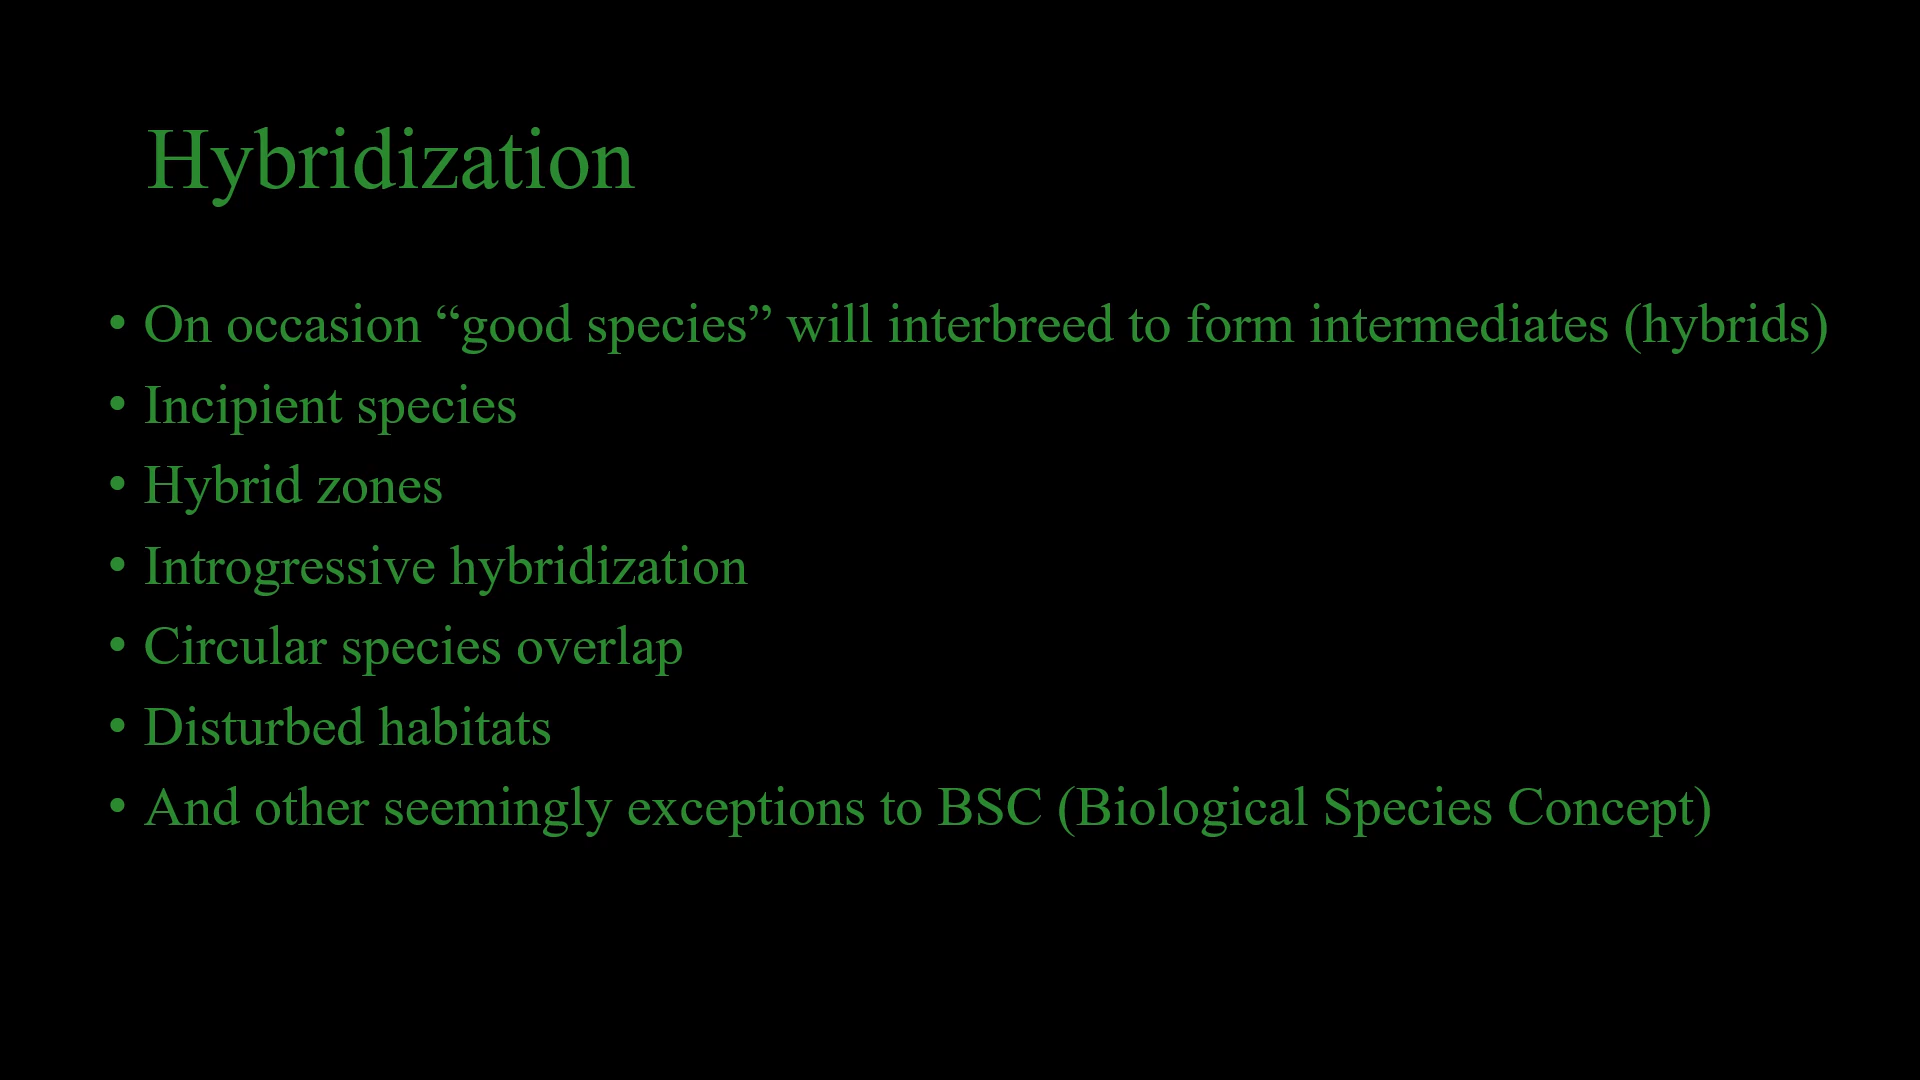 Hybridization
• On occasion “good species” will interbreed to form intermediates (hybrids)
• Incipient species
• Hybrid zones
• Introgressive hybridization
• Circular species overlap
• Disturbed habitats
• And other seemingly exceptions to BSC (Biological Species Concept)